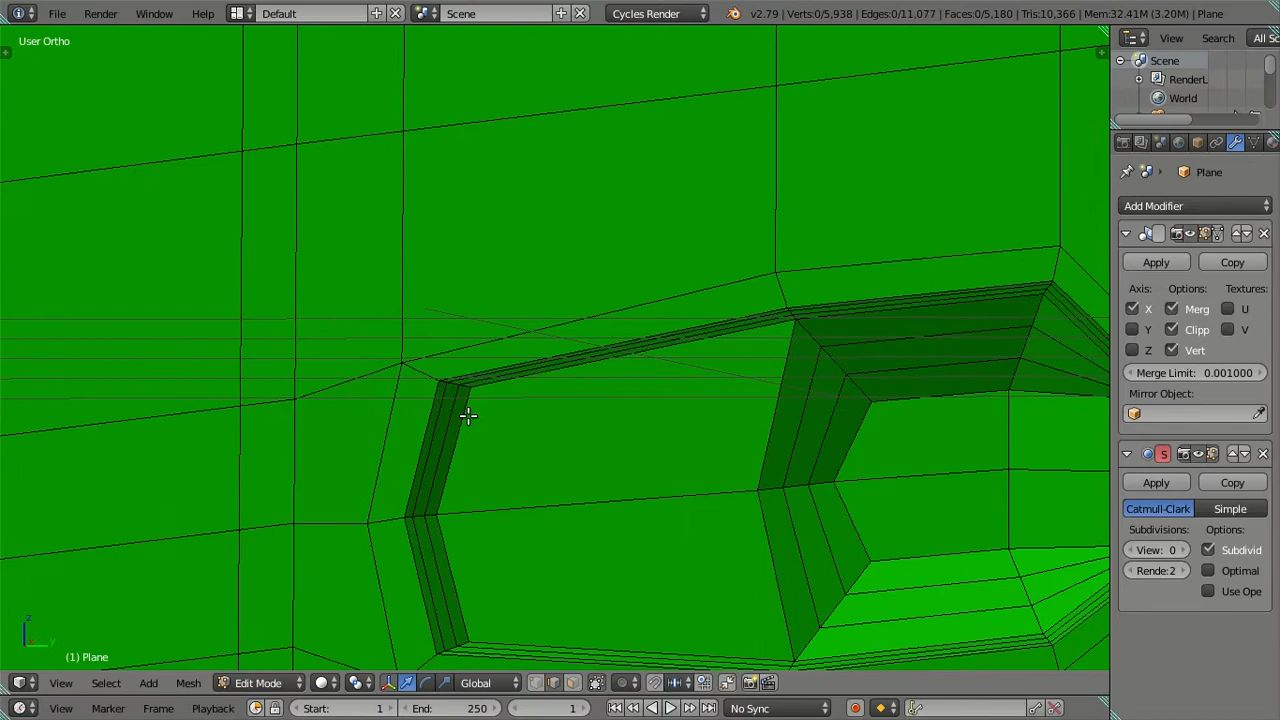 File Render Window Help Default Scene Cycles Render v2.79 | Verts:0/5,938 | Edges:0/11,077 | Faces:0/5,180 | Tris:10,366 | Mem:32.41M (3.20M) | Plane
User Ortho
View Search All Sc
Scene
RenderL
World
Plane
Add Modifier
Apply Copy
Axis: Options: Textures:
X Merg U
Y Clipp V
Z Vert
Merge Limit: 0.001000
Mirror Object:
S
Apply Copy
Catmull-Clark Simple
Subdivisions: Options:
View: 0 Subdivid
Rende:2 Optimal
Use Ope
z
x y
(1) Plane
View Select Add Mesh Edit Mode Global
View Marker Frame Playback Start: 1 End: 250 1 No Sync